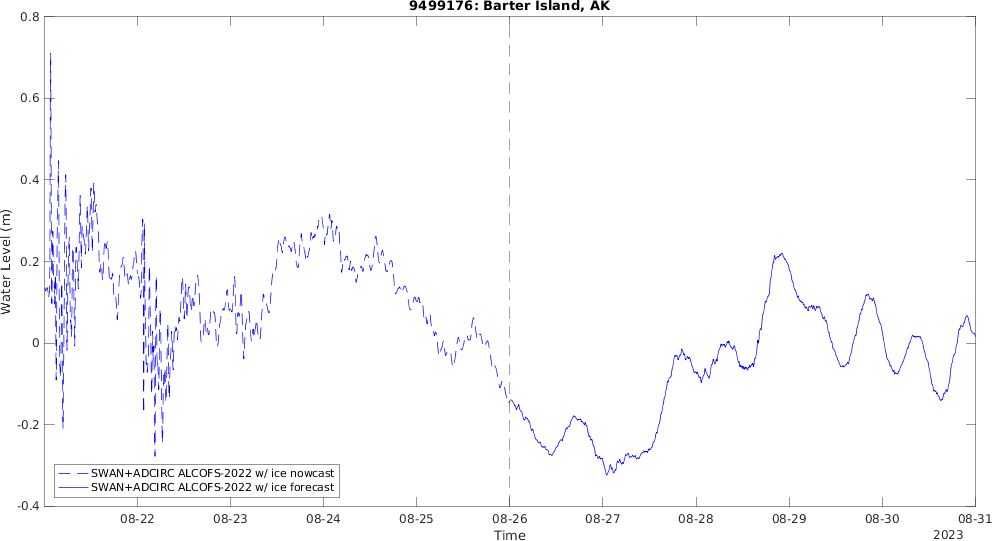 9499176: Barter Island, AK
0.8
0.6
0.4
0.2
0
-0.2
-0.4
Water Level (m)
SWAN+ADCIRC ALCOFS-2022 w/ ice nowcast
SWAN+ADCIRC ALCOFS-2022 w/ ice forecast
08-22 08-23 08-24 08-25 08-26 08-27 08-28 08-29 08-30 08-31
Time
2023